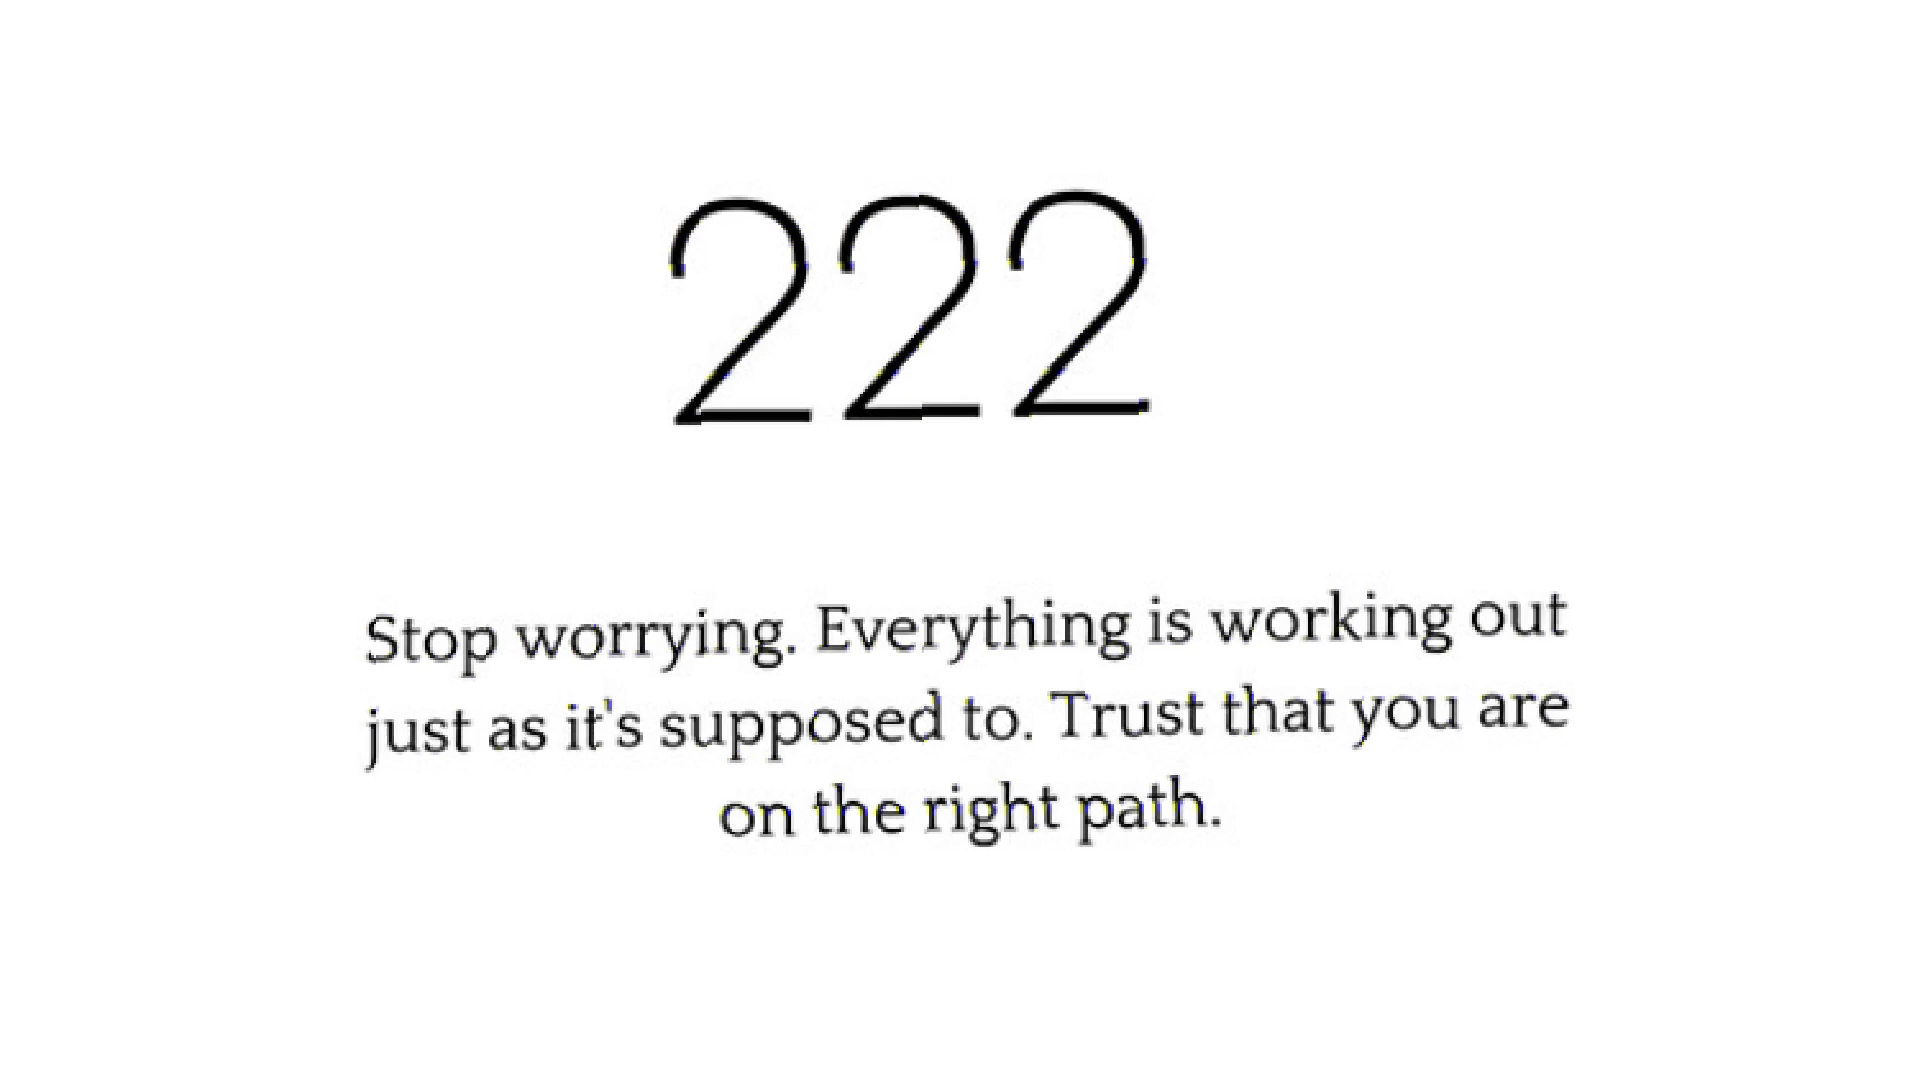 222
Stop worrying. Everything is working out
just as it's supposed to. Trust that you are
on the right path.